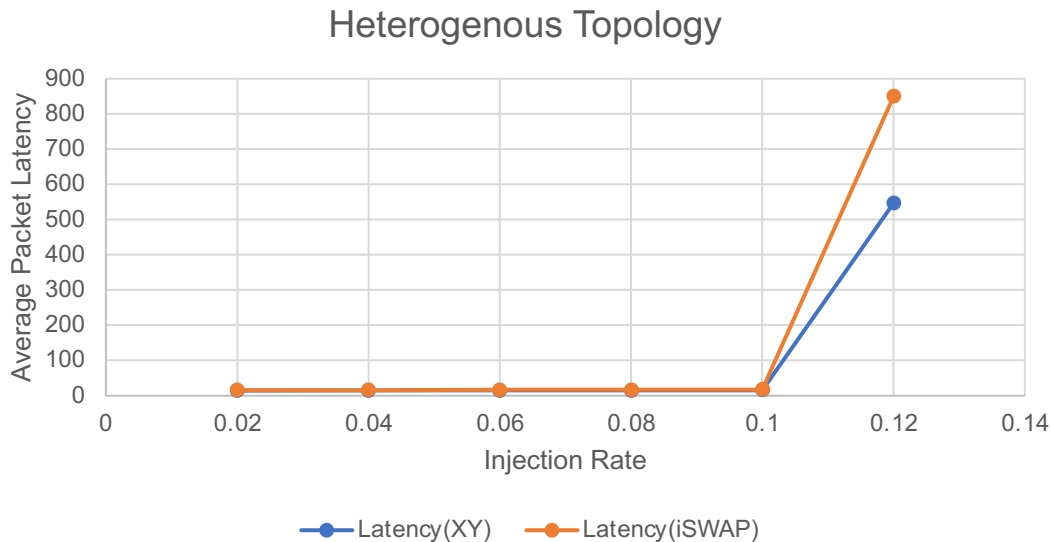 Heterogenous Topology
900
800
700
600
500
400
300
200
100
0
Average Packet Latency
0 0.02 0.04 0.06 0.08 0.1 0.12 0.14
Injection Rate
Latency(XY) Latency(iSWAP)